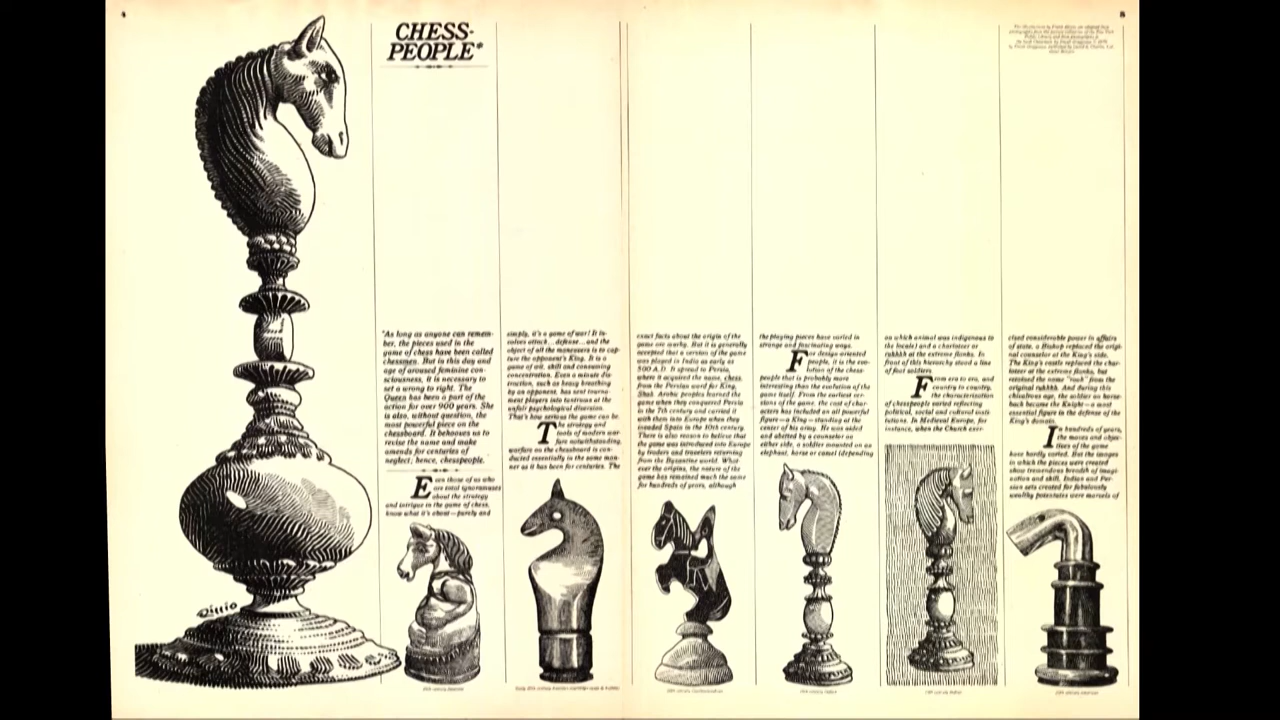 CHESS-
PEOPLE*
"As long as anyone can remem-
ber, the pieces used in the
game of chess have been called
chessmen. But in this day and
age of aroused feminine con-
sciousness, it is necessary to
set a wrong to right. The
Queen has been a part of the
action for over 900 years. She
is also, without question, the
most powerful piece on the
chessboard. It behooves us to
revise the name and make
amends for centuries of
neglect; hence, chesspeople.
Even those of us who
are total ignoramuses
about the strategy
and intrigue in the game of chess,
know what it's about—purely and
simply, it's a game of war! It in-
volves attack...defense...and the
object of all the maneuvers is to cap-
ture the opponent's King. It is a
game of wit, skill and consuming
concentration. Even a minute dis-
traction, such as heavy breathing
by an opponent, has sent tourna-
ment players into tantrums at the
unfair psychological diversion.
That's how serious the game can be.
The strategy and
tools of modern war-
fare notwithstanding,
warfare on the chessboard is con-
ducted essentially in the same man-
ner as it has been for centuries. The
exact facts about the origin of the
game are murky. But it is generally
accepted that a version of the game
was played in India as early as
500 A.D. It spread to Persia,
where it acquired the name, chess,
from the Persian word for King,
Shah. Arabic peoples learned the
game when they conquered Persia
in the 7th century and carried it
with them into Europe when they
invaded Spain in the 10th century.
There is also reason to believe that
the game was introduced into Europe
by traders and travelers returning
from the Byzantine world. What
ever the origins, the nature of the
game has remained much the same
for hundreds of years, although
the playing pieces have varied in
strange and fascinating ways.
For design-oriented
people, it is the evo-
lution of the chess-
people that is probably more
interesting than the evolution of the
game itself. From the earliest ver-
sions of the game, the cast of char-
acters has included an all powerful
figure—a King—standing at the
center of his army. He was aided
and abetted by a counselor on
either side, a soldier mounted on an
elephant, horse or camel (depending
on which animal was indigenous to
the locale) and a charioteer or
rukhkh at the extreme flanks. In
front of this hierarchy stood a line
of foot soldiers.
From era to era, and
country to country,
the characterization
of chesspeople varied reflecting
political, social and cultural insti-
tutions. In Medieval Europe, for
instance, when the Church exer-
cised considerable power in affairs
of state, a Bishop replaced the origi-
nal counselor at the King's side.
The King's castle replaced the char-
ioteer at the extreme flanks, but
retained the name "rook" from the
original rukhkh. And during this
chivalrous age, the soldier on horse-
back became the Knight—a most
essential figure in the defense of the
King's domain.
In hundreds of years,
the moves and objec-
tives of the game
have hardly varied. But the images
in which the pieces were created
show tremendous breadth of imagi-
nation and skill. Indian and Per-
sian sets created for fabulously
wealthy potentates were marvels of